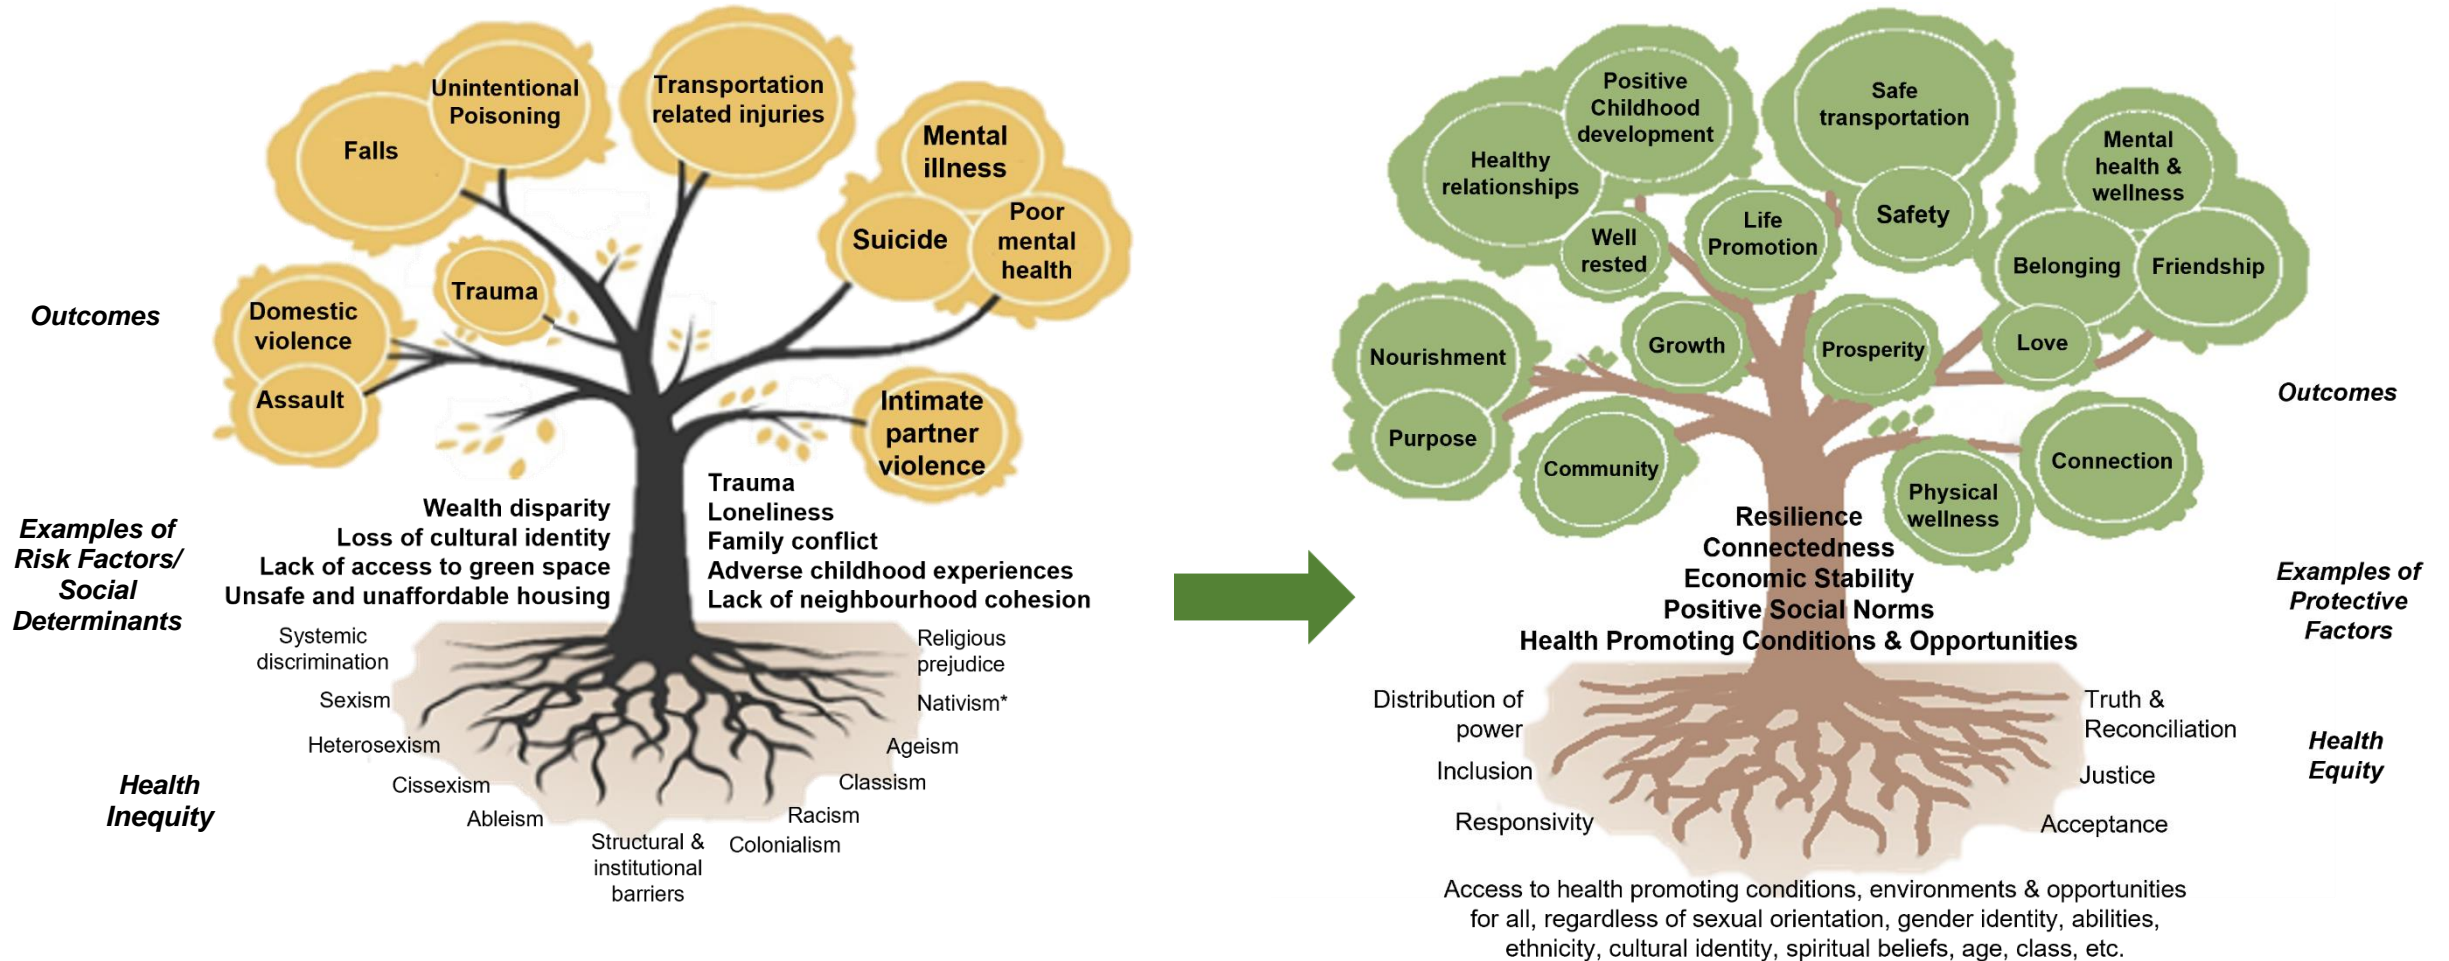 Unintentional
Poisoning
Falls
Transportation
related injuries
Mental
illness
Suicide
Poor
mental
health
Trauma
Domestic
violence
Assault
Intimate
partner
violence
Outcomes
Examples of
Risk Factors/
Social
Determinants
Wealth disparity
Loss of cultural identity
Lack of access to green space
Unsafe and unaffordable housing
Trauma
Loneliness
Family conflict
Adverse childhood experiences
Lack of neighbourhood cohesion
Health
Inequity
Systemic
discrimination
Sexism
Heterosexism
Cissexism
Ableism
Structural &
institutional
barriers
Colonialism
Racism
Classism
Ageism
Nativism*
Religious
prejudice
Positive
Childhood
development
Healthy
relationships
Well
rested
Life
Promotion
Safe
transportation
Safety
Mental
health &
wellness
Belonging
Friendship
Love
Nourishment
Purpose
Growth
Prosperity
Community
Physical
wellness
Connection
Outcomes
Resilience
Connectedness
Economic Stability
Positive Social Norms
Health Promoting Conditions & Opportunities
Examples of
Protective
Factors
Distribution of
power
Inclusion
Responsivity
Truth &
Reconciliation
Justice
Acceptance
Health
Equity
Access to health promoting conditions, environments & opportunities
for all, regardless of sexual orientation, gender identity, abilities,
ethnicity, cultural identity, spiritual beliefs, age, class, etc.